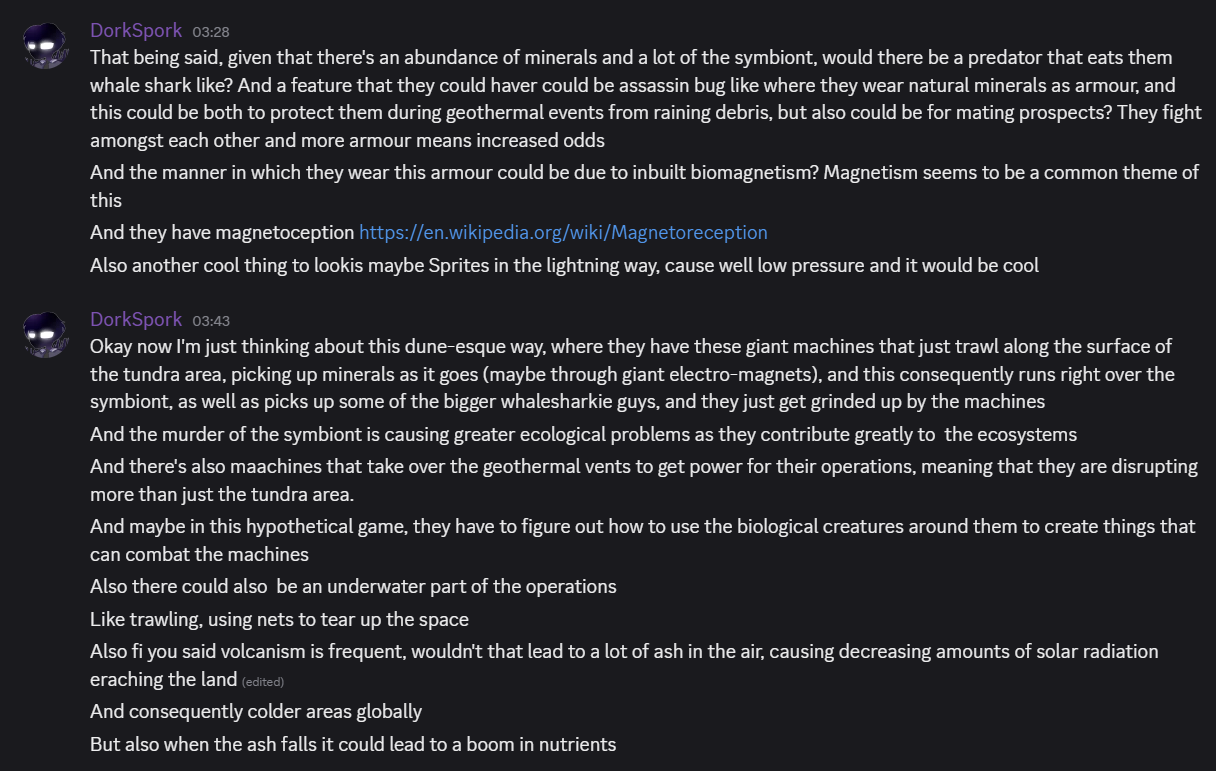 DorkSpork 03:28
That being said, given that there's an abundance of minerals and a lot of the symbiont, would there be a predator that eats them
whale shark like? And a feature that they could haver could be assassin bug like where they wear natural minerals as armour, and
this could be both to protect them during geothermal events from raining debris, but also could be for mating prospects? They fight
amongst each other and more armour means increased odds
And the manner in which they wear this armour could be due to inbuilt biomagnetism? Magnetism seems to be a common theme of
this
And they have magnetoception https://en.wikipedia.org/wiki/Magnetoreception
Also another cool thing to lookis maybe Sprites in the lightning way, cause well low pressure and it would be cool
DorkSpork 03:43
Okay now I'm just thinking about this dune-esque way, where they have these giant machines that just trawl along the surface of
the tundra area, picking up minerals as it goes (maybe through giant electro-magnets), and this consequently runs right over the
symbiont, as well as picks up some of the bigger whalesharkie guys, and they just get grinded up by the machines
And the murder of the symbiont is causing greater ecological problems as they contribute greatly to  the ecosystems
And there's also maachines that take over the geothermal vents to get power for their operations, meaning that they are disrupting
more than just the tundra area.
And maybe in this hypothetical game, they have to figure out how to use the biological creatures around them to create things that
can combat the machines
Also there could also  be an underwater part of the operations
Like trawling, using nets to tear up the space
Also fi you said volcanism is frequent, wouldn't that lead to a lot of ash in the air, causing decreasing amounts of solar radiation
eraching the land (edited)
And consequently colder areas globally
But also when the ash falls it could lead to a boom in nutrients